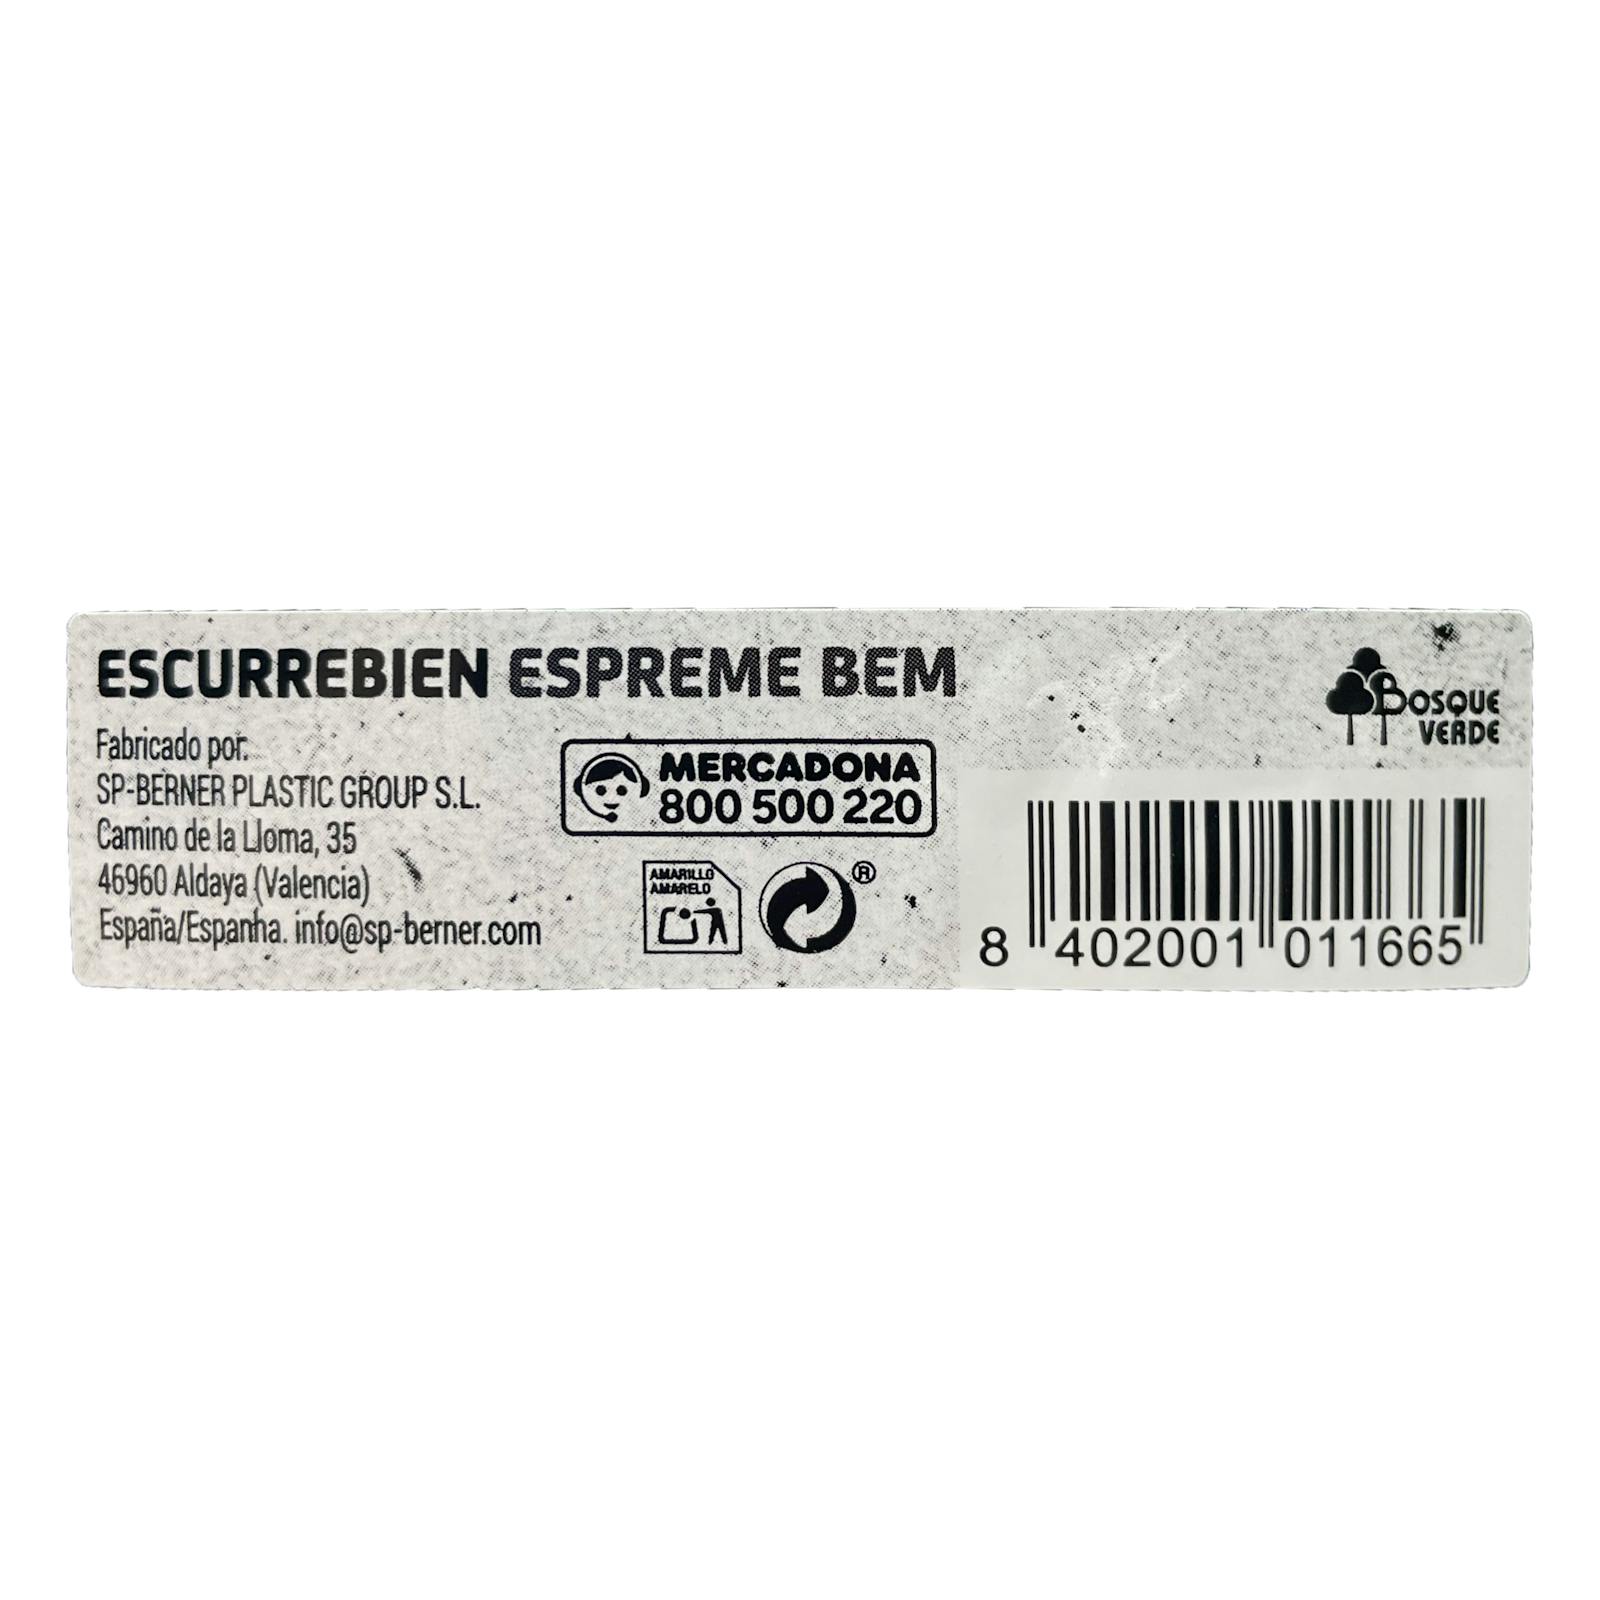 ESCURREBIEN ESPREME BEM
Fabricado por:
SP-BERNER PLASTIC GROUP S.L.
Camino de la Lloma, 35
46960 Aldaya (Valencia)
España/Espanha. info@sp-berner.com
MERCADONA
800 500 220
AMARILLO
AMARELO
®
BOSQUE
VERDE
8 402001 011665